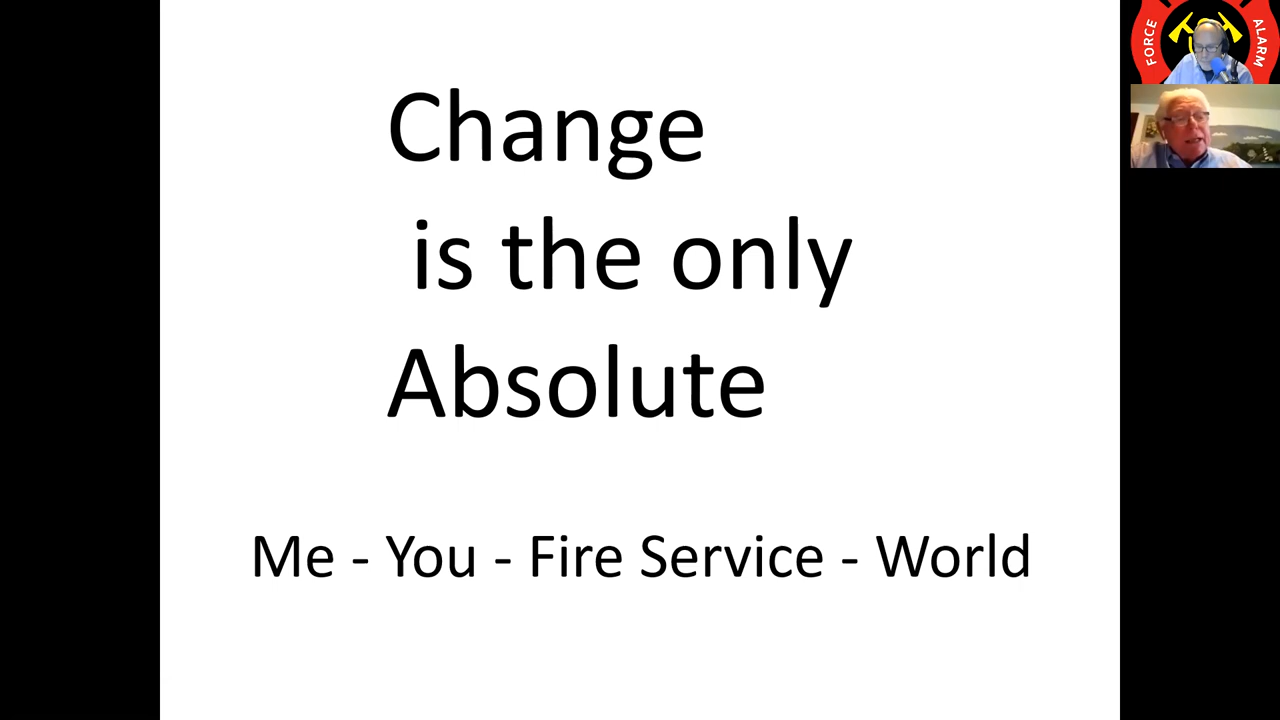 Change
is the only
Absolute
Me - You - Fire Service - World
FORCE
ALARM